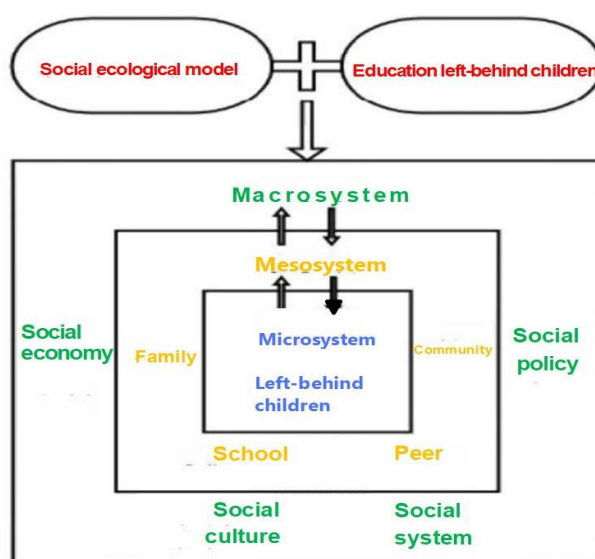 Social ecological model
Education left-behind children
Macrosystem
Mesosystem
Microsystem
Left-behind
children
Social
economy
Family
Community
Social
policy
School
Peer
Social
culture
Social
system